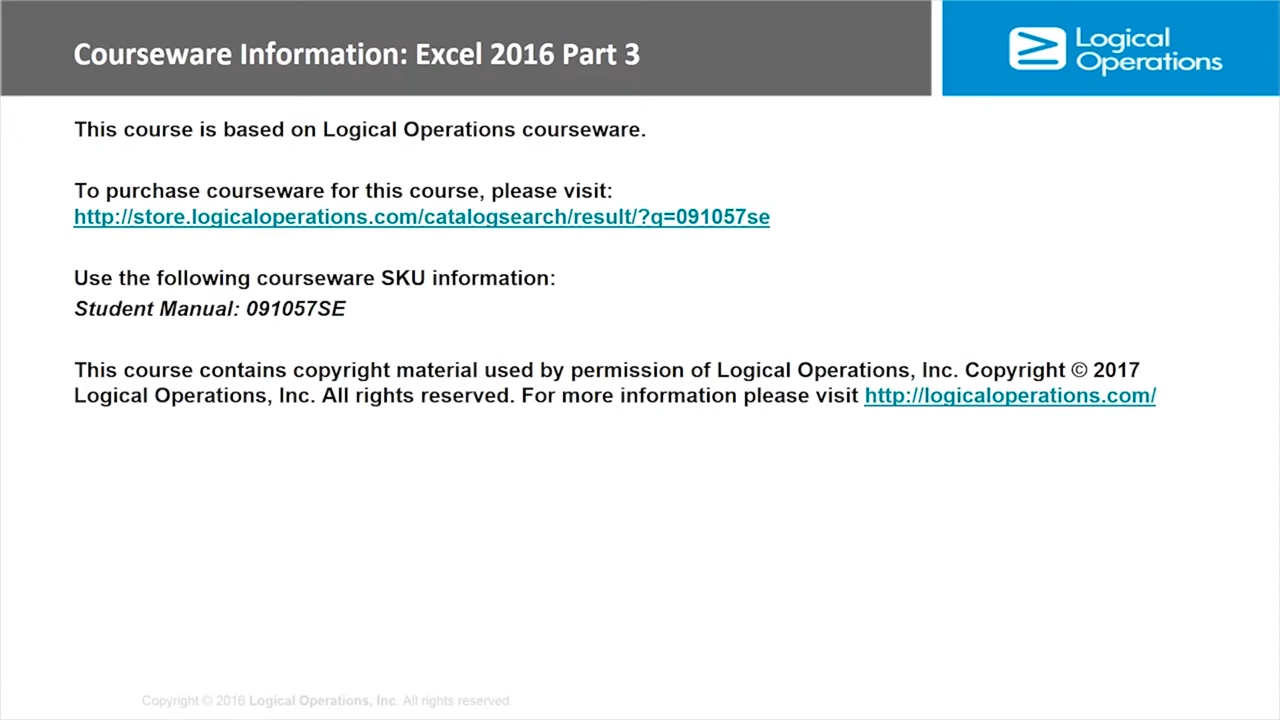 Courseware Information: Excel 2016 Part 3
Logical
Operations
This course is based on Logical Operations courseware.
To purchase courseware for this course, please visit:
http://store.logicaloperations.com/catalogsearch/result/?q=091057se
Use the following courseware SKU information:
Student Manual: 091057SE
This course contains copyright material used by permission of Logical Operations, Inc. Copyright © 2017
Logical Operations, Inc. All rights reserved. For more information please visit http://logicaloperations.com/
Copyright © 2016 Logical Operations, Inc. All rights reserved.